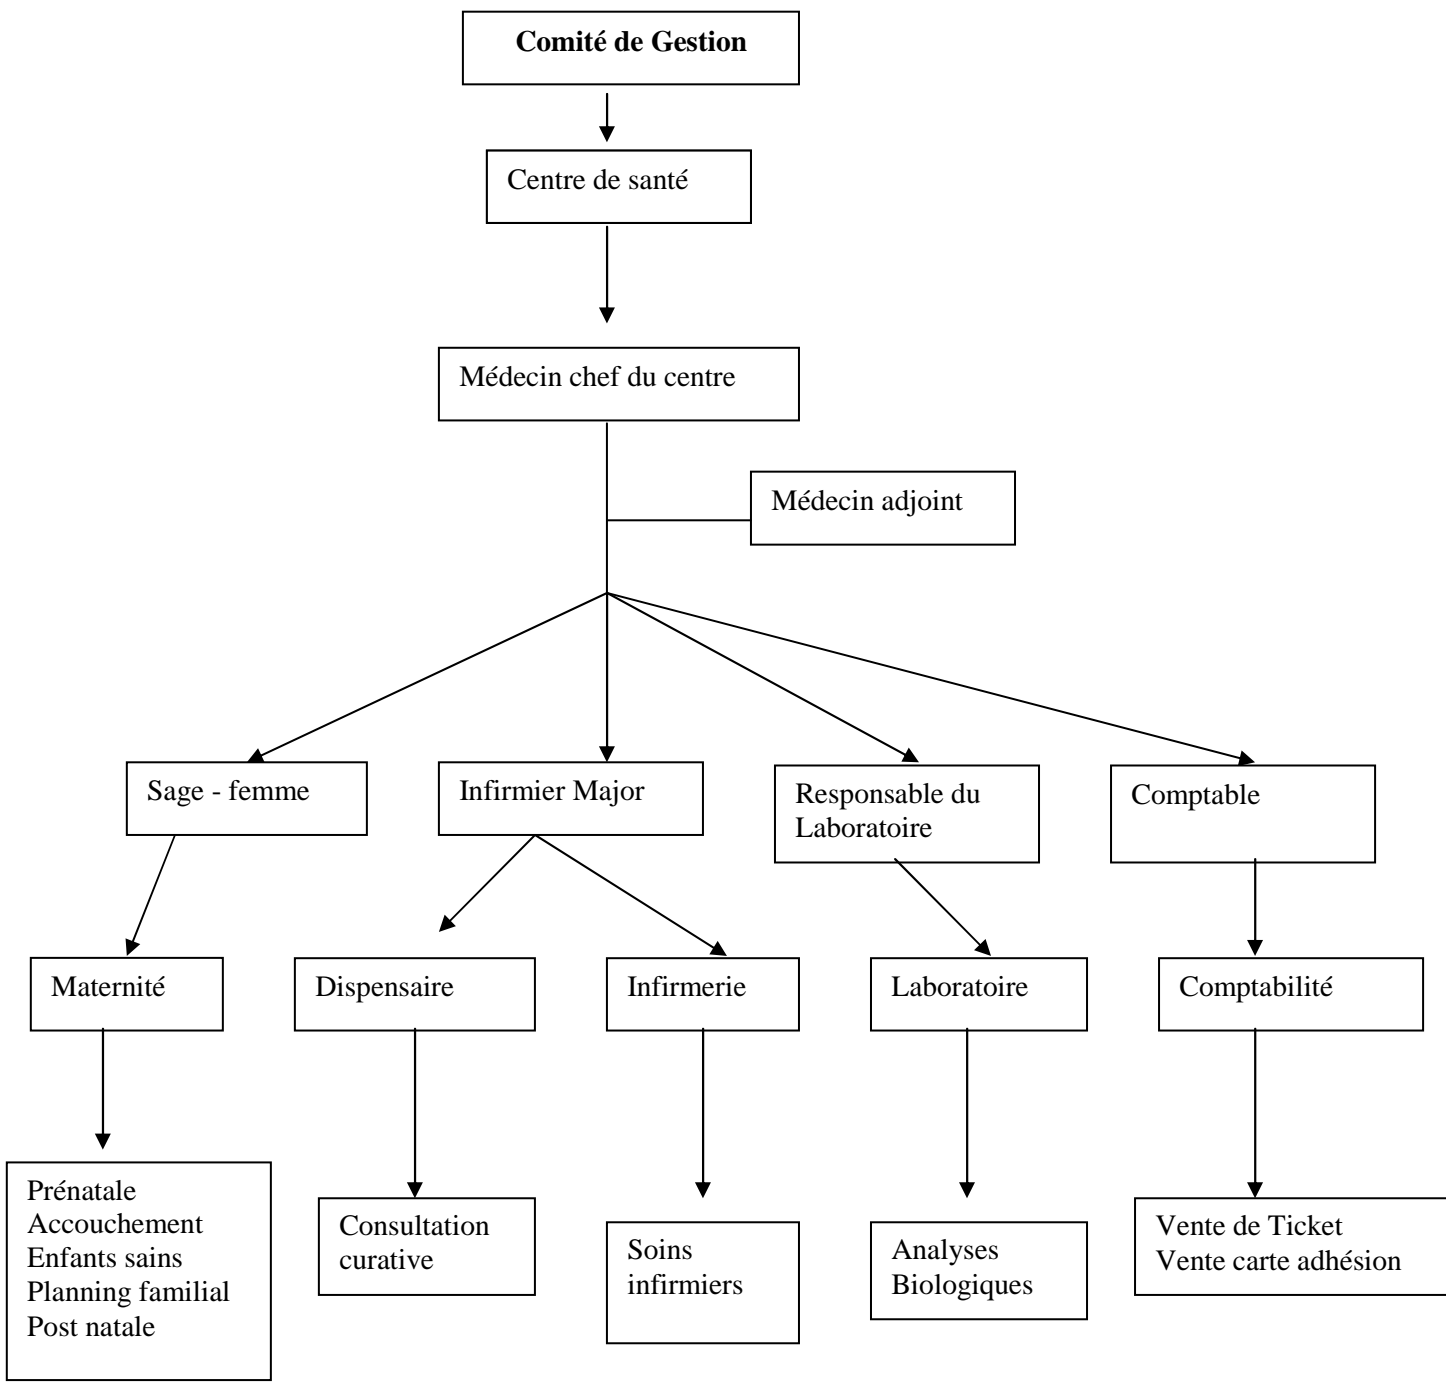 Comité de Gestion
Centre de santé
Médecin chef du centre
Médecin adjoint
Sage - femme
Infirmier Major
Responsable du
Laboratoire
Comptable
Maternité
Dispensaire
Infirmerie
Laboratoire
Comptabilité
Prénatale
Accouchement
Enfants sains
Planning familial
Post natale
Consultation
curative
Soins
infirmiers
Analyses
Biologiques
Vente de Ticket
Vente carte adhésion